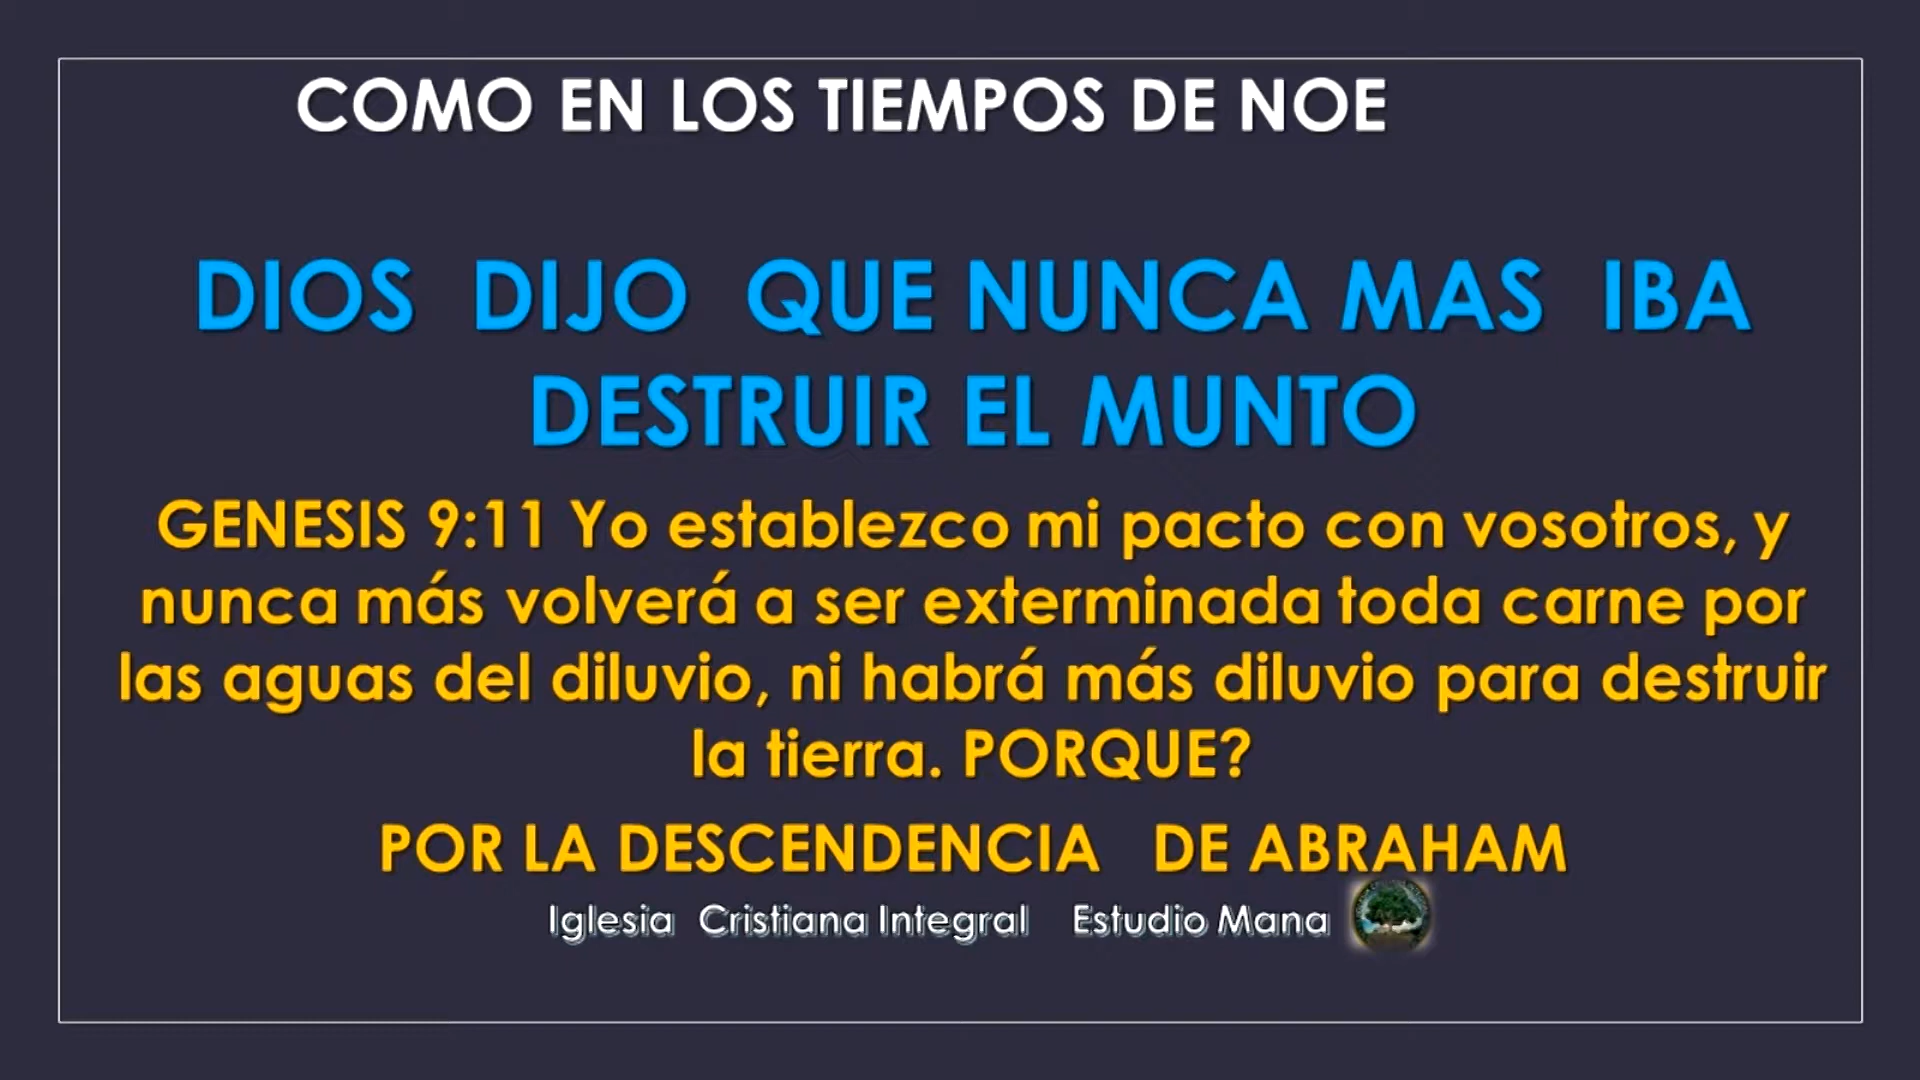 COMO EN LOS TIEMPOS DE NOE
DIOS DIJO QUE NUNCA MAS IBA
DESTRUIR EL MUNTO
GENESIS 9:11 Yo establezco mi pacto con vosotros, y
nunca más volverá a ser exterminada toda carne por
las aguas del diluvio, ni habrá más diluvio para destruir
la tierra. PORQUE?
POR LA DESCENDENCIA DE ABRAHAM
Iglesia Cristiana Integral Estudio Mana